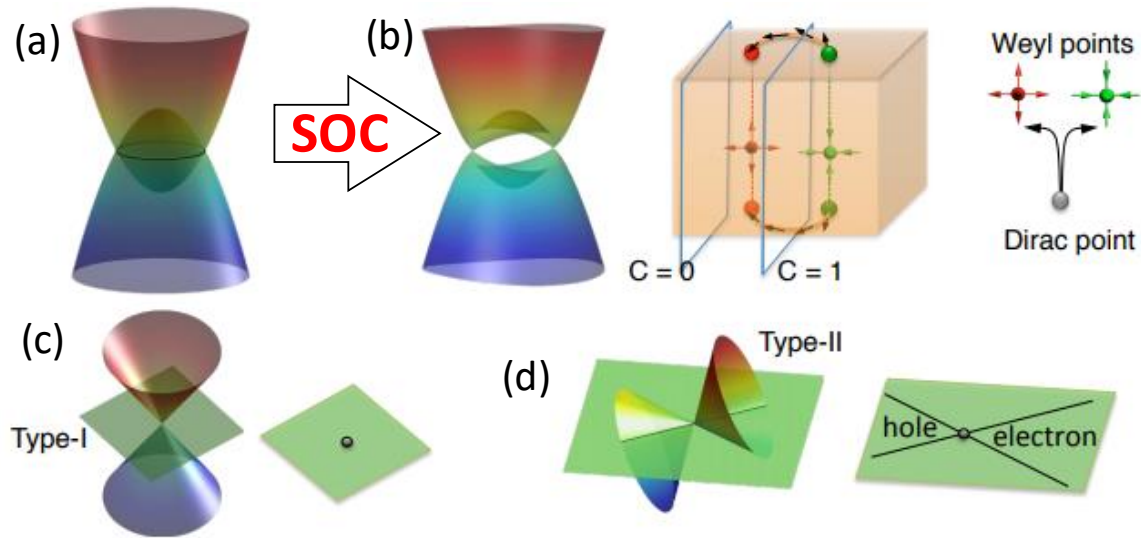 (a)
SOC
(b)
C = 0
C = 1
Weyl points
Dirac point
(c)
Type-I
(d)
Type-II
hole
electron